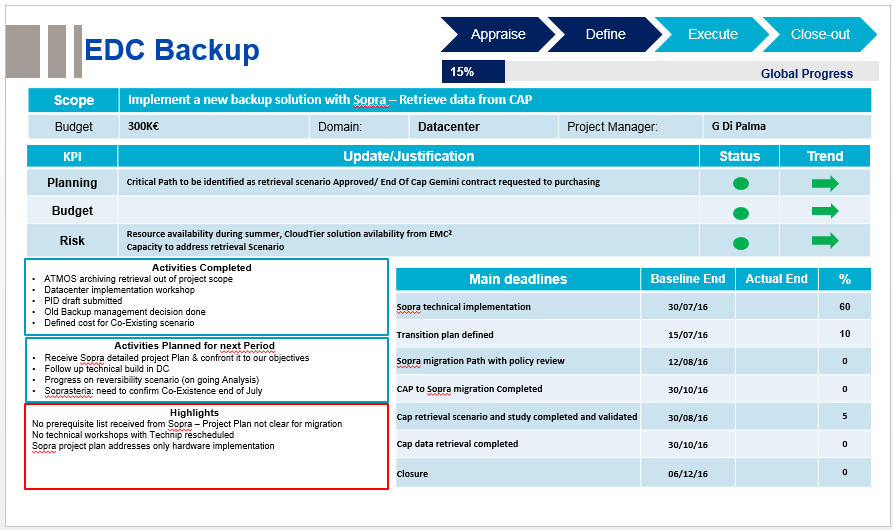 EDC Backup
Appraise
Define
Execute
Close-out
15%
Global Progress
Scope
Implement a new backup solution with Sopra – Retrieve data from CAP
Budget
300K€
Domain:
Datacenter
Project Manager:
G Di Palma
KPI
Update/Justification
Status
Trend
Planning
Critical Path to be identified as retrieval scenario Approved/ End Of Cap Gemini contract requested to purchasing
Budget
Risk
Resource availability during summer, CloudTier solution avilability from EMC²
Capacity to address retrieval Scenario
Activities Completed
• ATMOS archiving retrieval out of project scope
• Datacenter implementation workshop
• PID draft submitted
• Old Backup management decision done
• Defined cost for Co-Existing scenario
Activities Planned for next Period
• Receive Sopra detailed project Plan & confront it to our objectives
• Follow up technical build in DC
• Progress on reversibility scenario (on going Analysis)
• Soprasteria: need to confirm Co-Existence end of July
Highlights
No prerequisite list received from Sopra – Project Plan not clear for migration
No technical workshops with Technip rescheduled
Sopra project plan addresses only hardware implementation
Main deadlines
Baseline End
Actual End
%
Sopra technical implementation
30/07/16
60
Transition plan defined
15/07/16
10
Sopra migration Path with policy review
12/08/16
0
CAP to Sopra migration Completed
30/10/16
0
Cap retrieval scenario and study completed and validated
30/08/16
5
Cap data retrieval completed
30/10/16
0
Closure
06/12/16
0